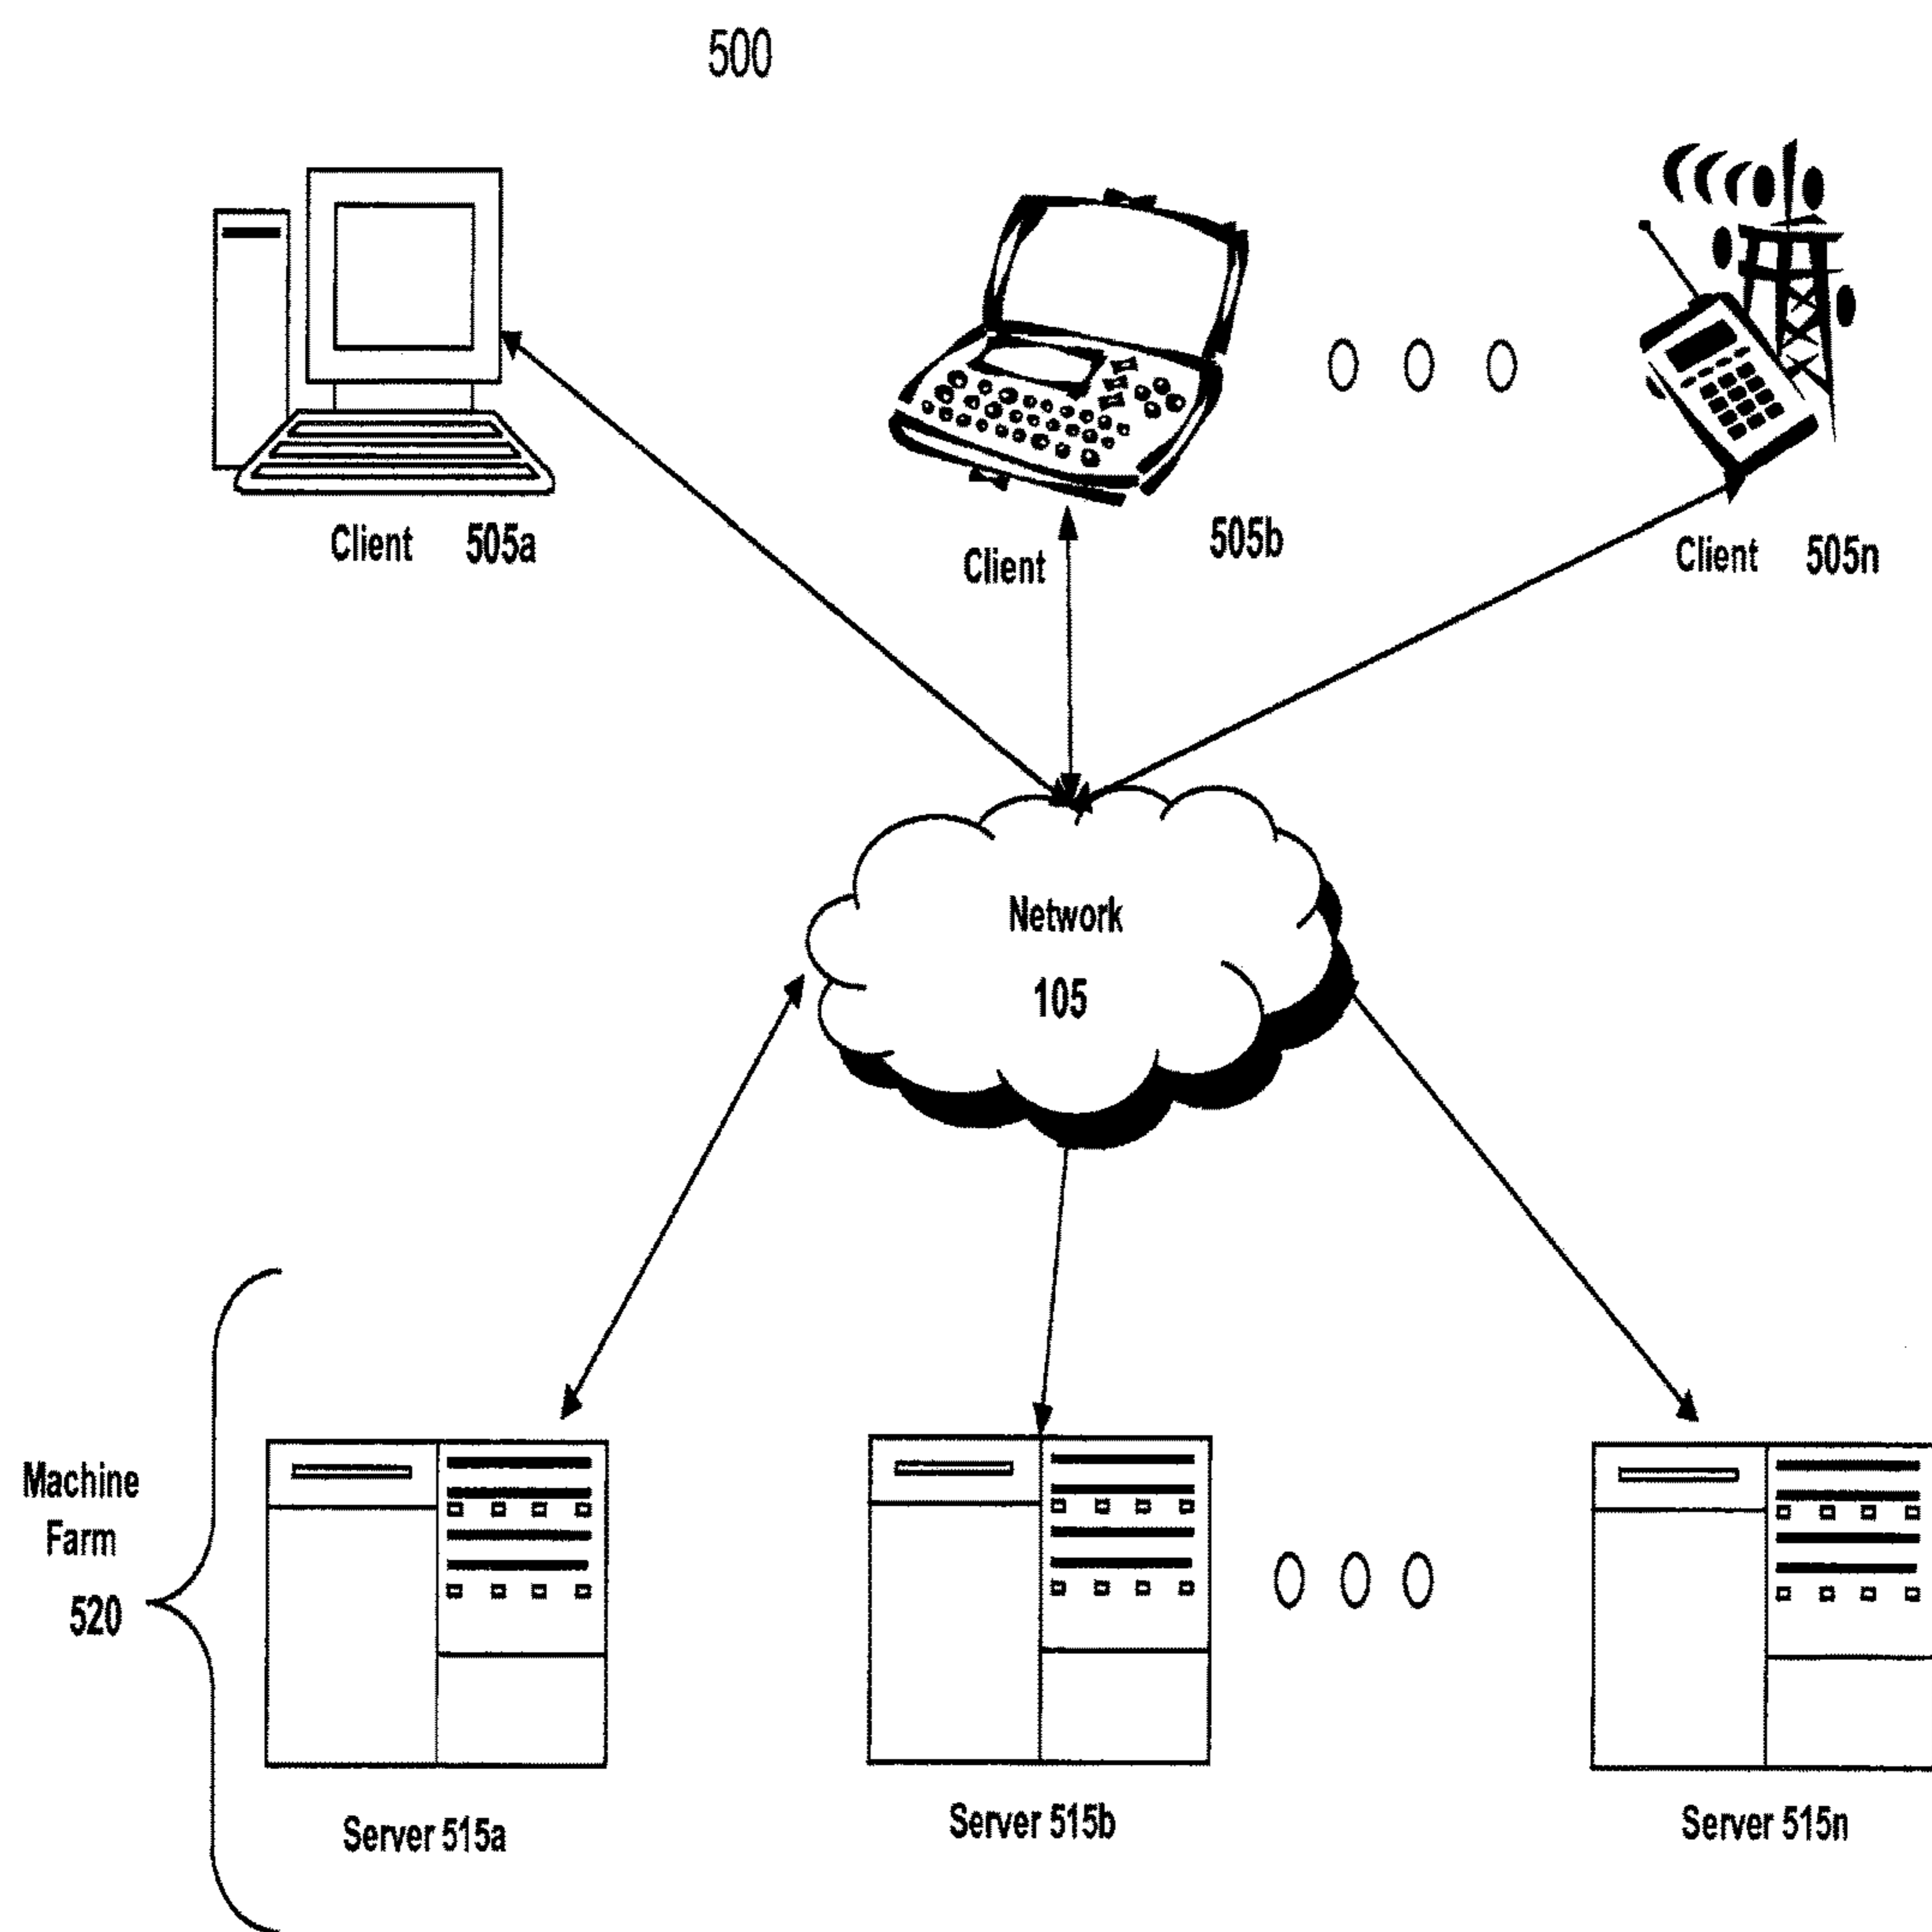 500
Client 505a
Client 505b
Client 505n
Network
105
Machine
Farm
520
Server 515a
Server 515b
Server 515n